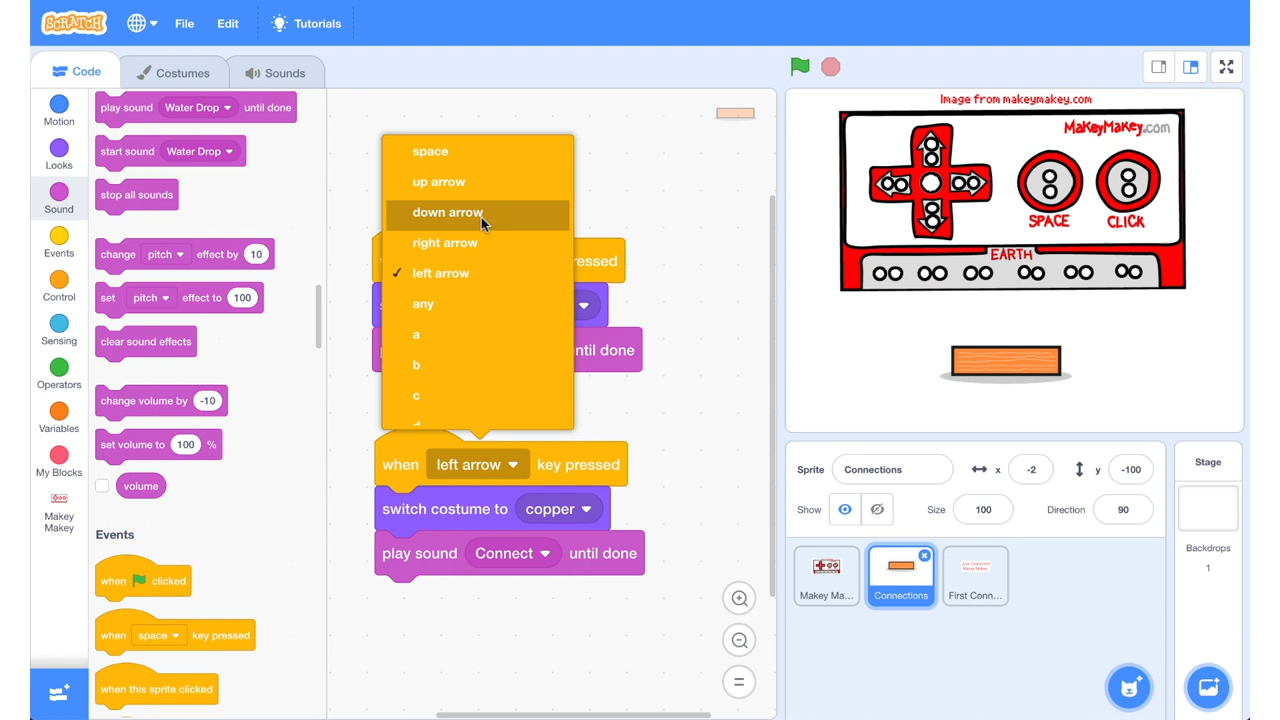 SCRATCH
File
Edit
Tutorials
Code
Costumes
Sounds
Motion
Looks
Sound
Events
Control
Sensing
Operators
Variables
My Blocks
Makey
Makey
play sound Water Drop until done
start sound Water Drop
stop all sounds
change pitch effect by 10
set pitch effect to 100
clear sound effects
change volume by -10
set volume to 100 %
volume
Events
when clicked
when space key pressed
when this sprite clicked
space
up arrow
down arrow
right arrow
left arrow
any
a
b
c
essed
ntil done
when left arrow key pressed
switch costume to copper
play sound Connect until done
Image from makeymakey.com
MaKeyMaKey.com
SPACE
CLICK
EARTH
Sprite Connections x -2 y -100
Show Size 100 Direction 90
Makey Ma...
Connections
First Conn...
Stage
Backdrops
1